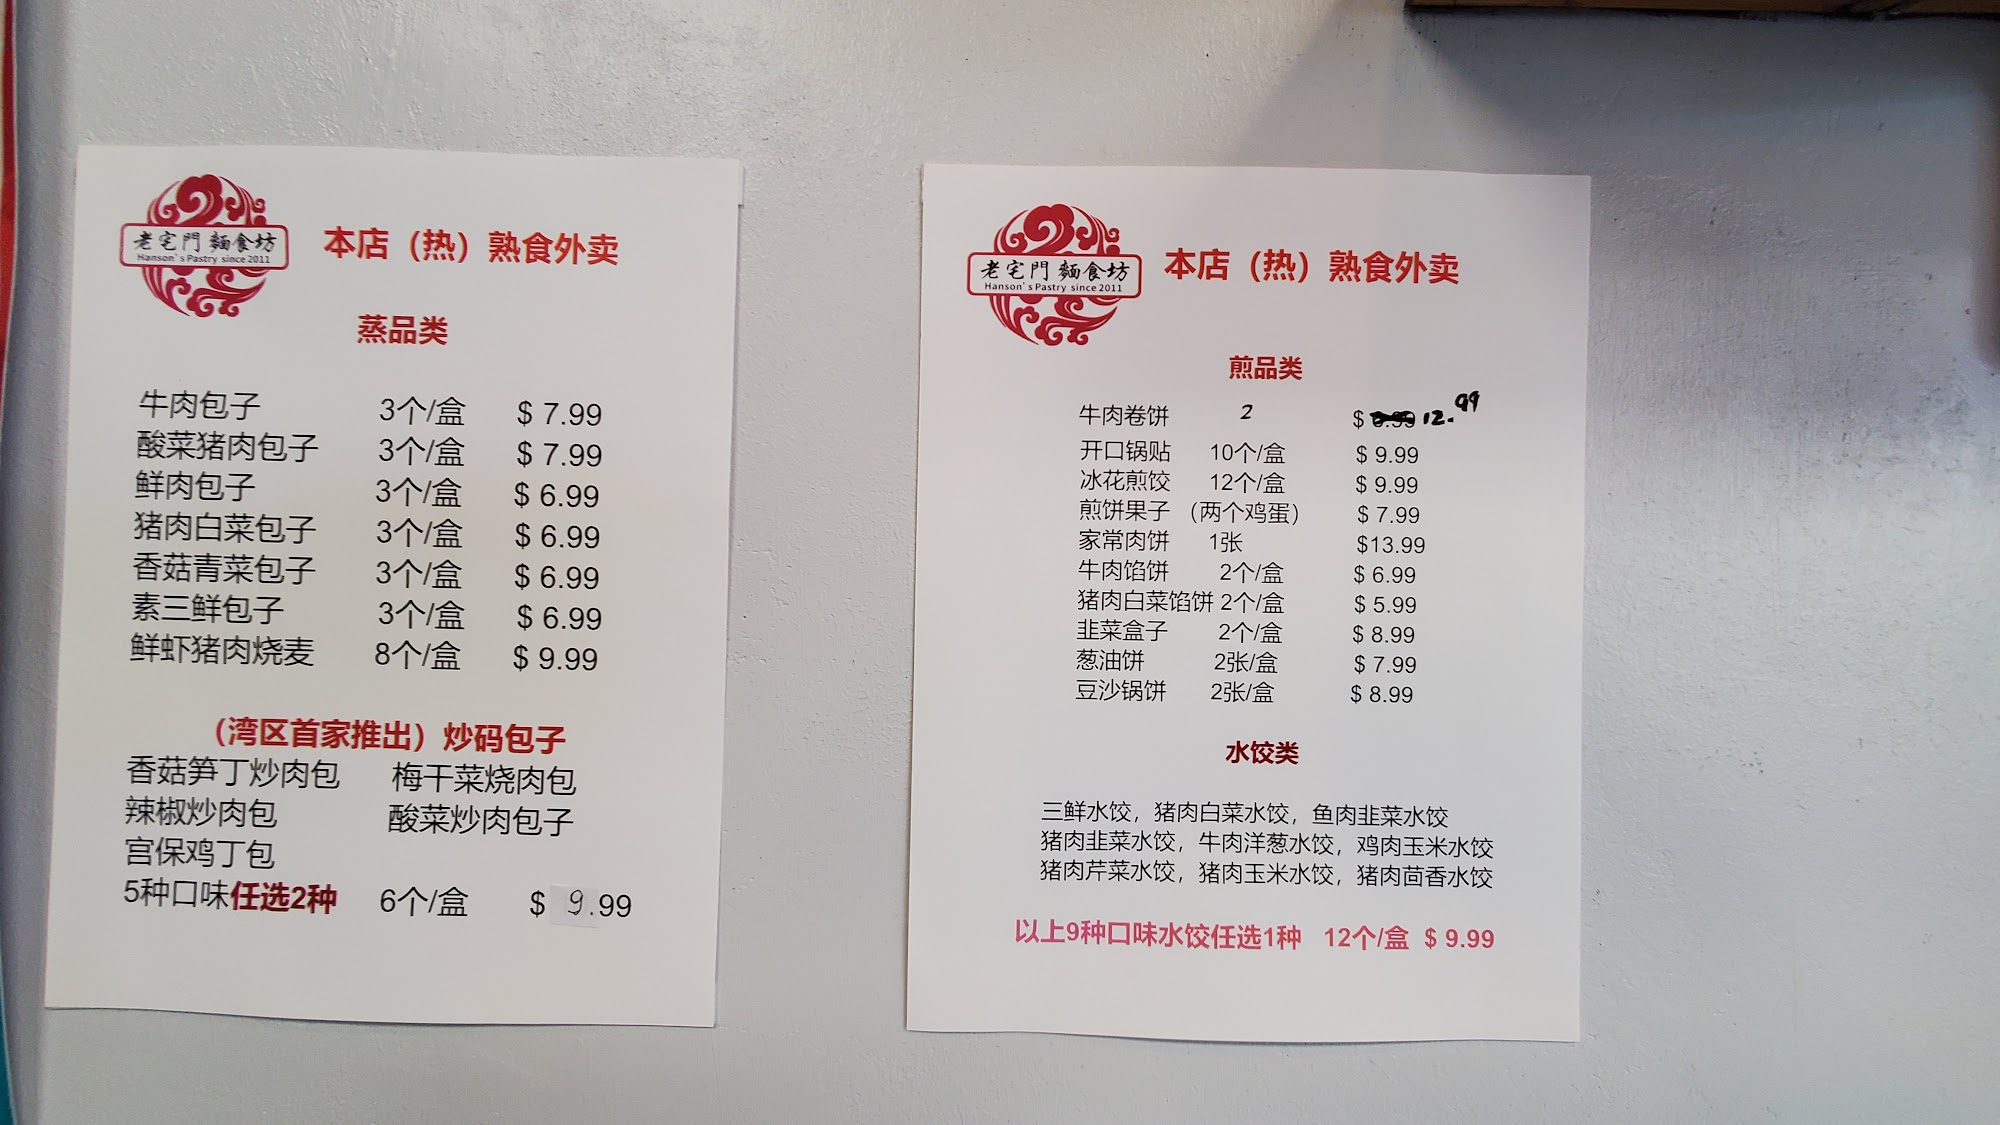 老宅門 麵食坊
Hanson's Pastry since 2011
本店（热）熟食外卖
蒸品类
牛肉包子 3个/盒 $ 7.99
酸菜猪肉包子 3个/盒 $ 7.99
鲜肉包子 3个/盒 $ 6.99
猪肉白菜包子 3个/盒 $ 6.99
香菇青菜包子 3个/盒 $ 6.99
素三鲜包子 3个/盒 $ 6.99
鲜虾猪肉烧麦 8个/盒 $ 9.99
（湾区首家推出）炒码包子
香菇笋丁炒肉包 梅干菜烧肉包
辣椒炒肉包 酸菜炒肉包子
宫保鸡丁包
5种口味任选2种 6个/盒 $ 9.99
老宅門 麵食坊
Hanson's Pastry since 2011
本店（热）熟食外卖
煎品类
牛肉卷饼 2 $ 12.99
开口锅贴 10个/盒 $ 9.99
冰花煎饺 12个/盒 $ 9.99
煎饼果子 （两个鸡蛋） $ 7.99
家常肉饼 1张 $13.99
牛肉馅饼 2个/盒 $ 6.99
猪肉白菜馅饼 2个/盒 $ 5.99
韭菜盒子 2个/盒 $ 8.99
葱油饼 2张/盒 $ 7.99
豆沙锅饼 2张/盒 $ 8.99
水饺类
三鲜水饺，猪肉白菜水饺，鱼肉韭菜水饺
猪肉韭菜水饺，牛肉洋葱水饺，鸡肉玉米水饺
猪肉芹菜水饺，猪肉玉米水饺，猪肉茴香水饺
以上9种口味水饺任选1种 12个/盒 $ 9.99